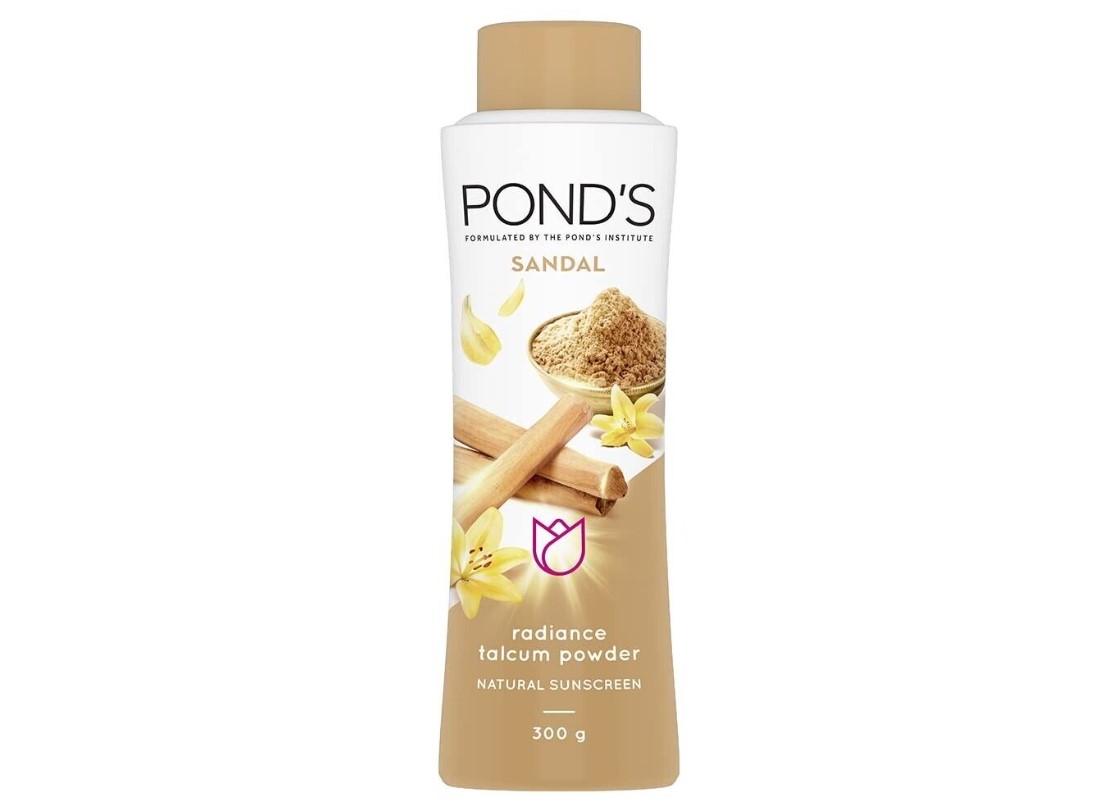 POND'S
FORMULATED BY THE POND'S INSTITUTE
SANDAL
radiance
talcum powder
NATURAL SUNSCREEN
300 g